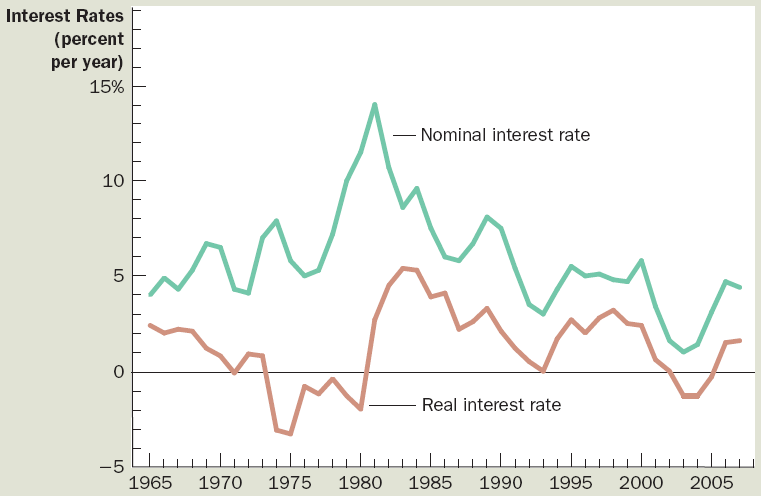 Interest Rates
(percent
per year)
15%
Nominal interest rate
10
5
0
Real interest rate
–5
1965 1970 1975 1980 1985 1990 1995 2000 2005